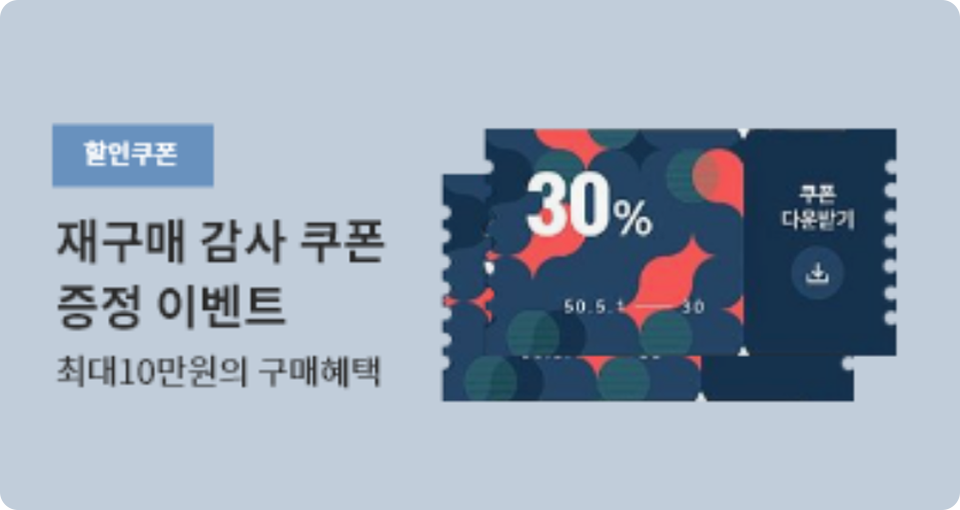 할인쿠폰
재구매 감사 쿠폰
증정 이벤트
최대10만원의 구매혜택
30%
50.5.1 30
쿠폰
다운받기